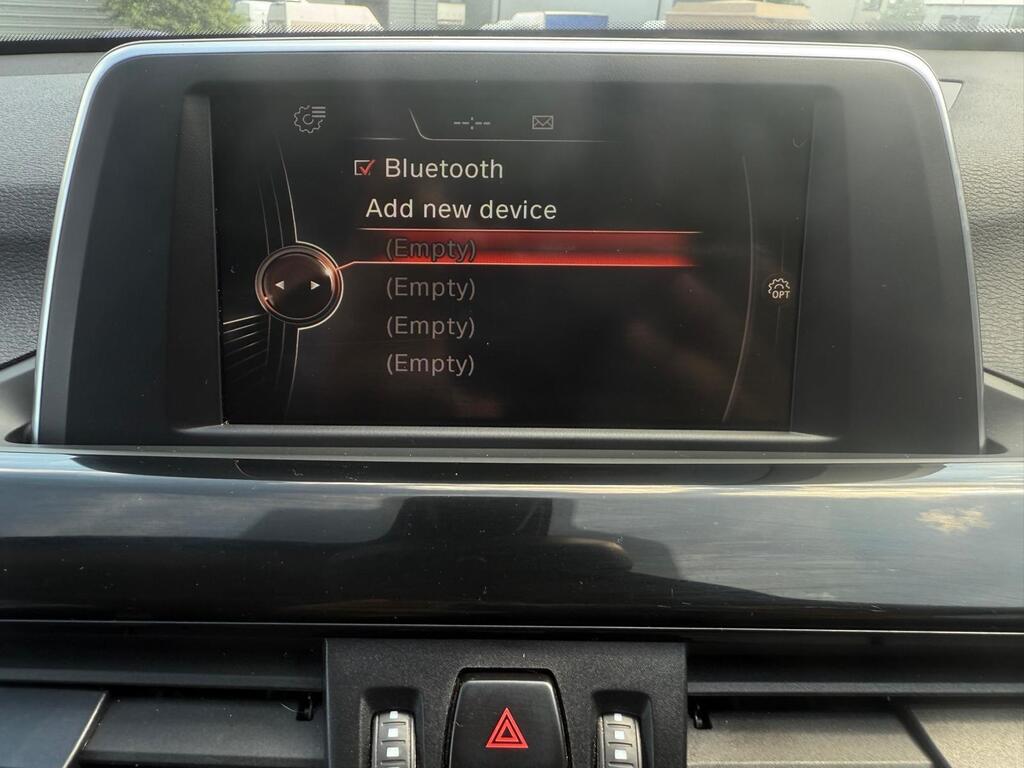 --:--
Bluetooth
Add new device
(Empty)
(Empty)
OPT
(Empty)
(Empty)